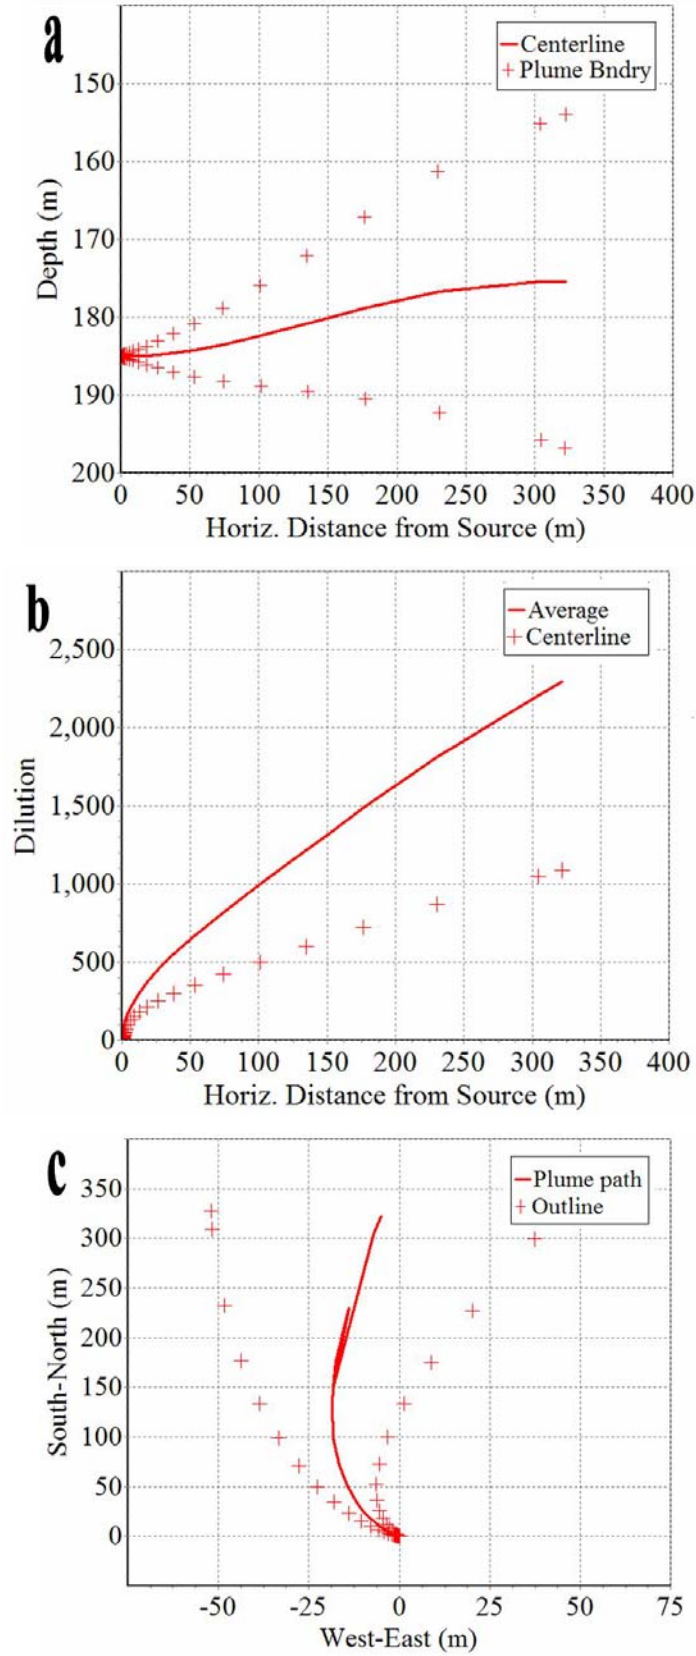 a
Centerline
Plume Bndry
150
160
170
180
190
200
Depth (m)
0 50 100 150 200 250 300 350 400
Horiz. Distance from Source (m)
b
Average
Centerline
2,500
2,000
1,500
1,000
500
0
Dilution
0 50 100 150 200 250 300 350 400
Horiz. Distance from Source (m)
c
Plume path
Outline
350
300
250
200
150
100
50
0
South-North (m)
-50 -25 0 25 50 75
West-East (m)